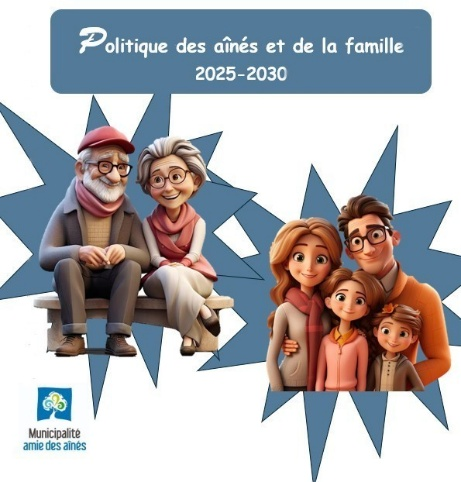 Politique des aînés et de la famille
2025-2030
Municipalité
amie des aînés